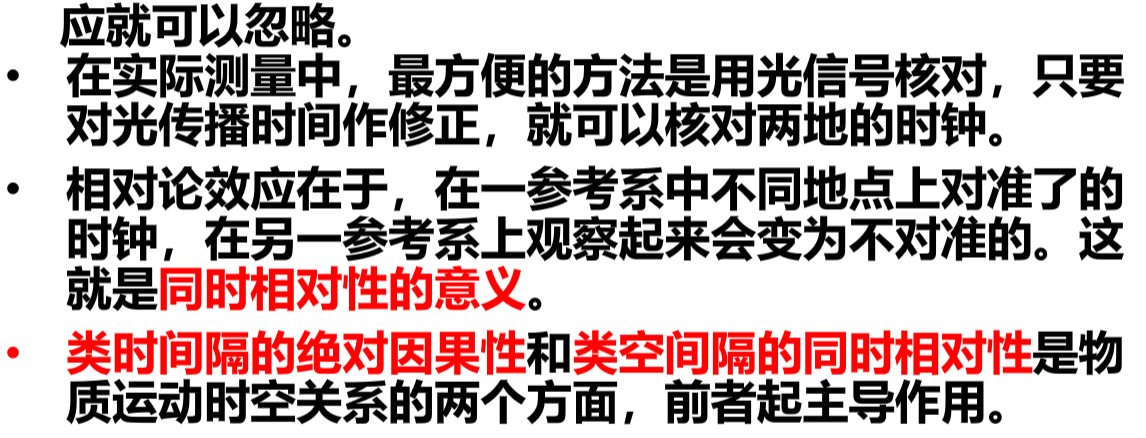 应就可以忽略。
• 在实际测量中，最方便的方法是用光信号核对，只要
对光传播时间作修正，就可以核对两地的时钟。
• 相对论效应在于，在一参考系中不同地点上对准了的
时钟，在另一参考系上观察起来会变为不对准的。这
就是同时相对性的意义。
• 类时间隔的绝对因果性和类空间隔的同时相对性是物
质运动时空关系的两个方面，前者起主导作用。